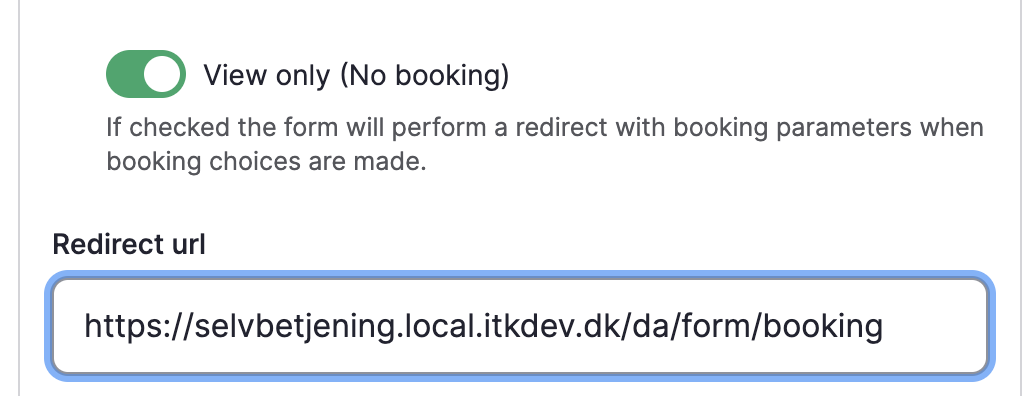 View only (No booking)
If checked the form will perform a redirect with booking parameters when
booking choices are made.
Redirect url
https://selvbetjening.local.itkdev.dk/da/form/booking